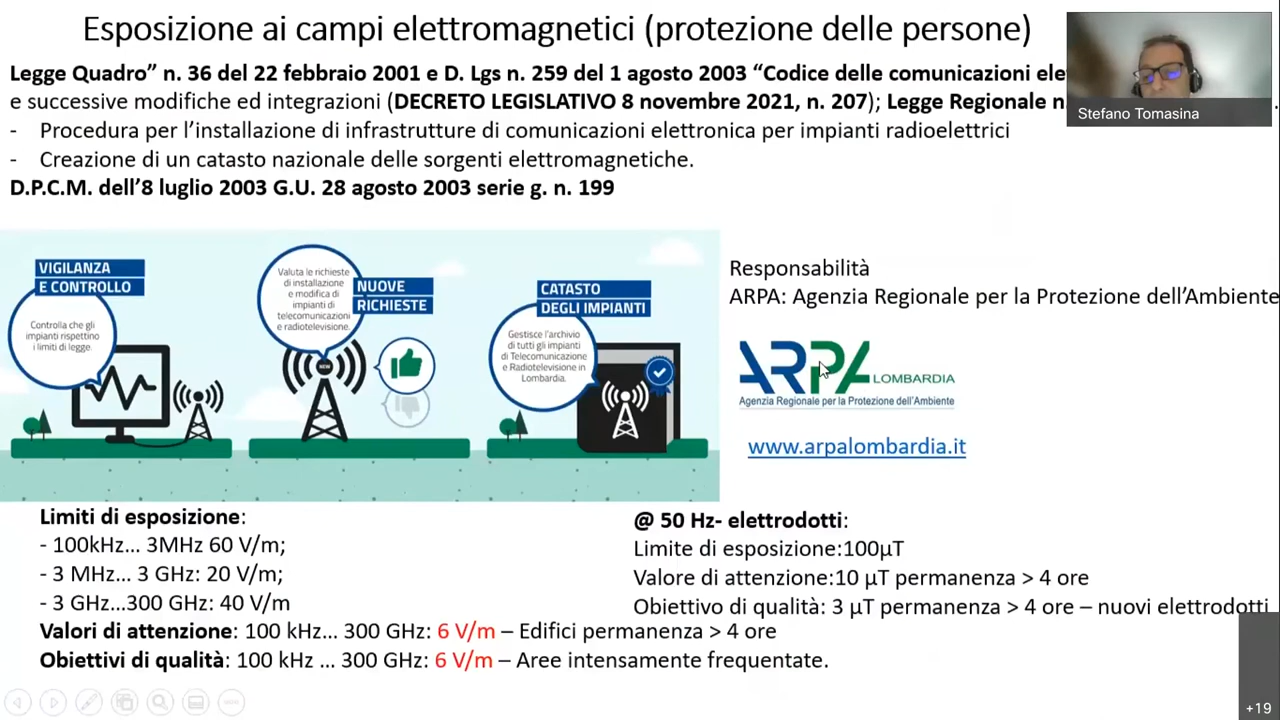 Esposizione ai campi elettromagnetici (protezione delle persone)
Legge Quadro” n. 36 del 22 febbraio 2001 e D. Lgs n. 259 del 1 agosto 2003 “Codice delle comunicazioni ele
e successive modifiche ed integrazioni (DECRETO LEGISLATIVO 8 novembre 2021, n. 207); Legge Regionale n.
Stefano Tomasina
- Procedura per l’installazione di infrastrutture di comunicazioni elettronica per impianti radioelettrici
- Creazione di un catasto nazionale delle sorgenti elettromagnetiche.
D.P.C.M. dell’8 luglio 2003 G.U. 28 agosto 2003 serie g. n. 199
VIGILANZA
E CONTROLLO
Controlla che gli
impianti rispettino
i limiti di legge.
Valuta le richieste
di installazione
e modifica di
impianti di
telecomunicazioni
e radiotelevisione.
NUOVE
RICHIESTE
NEW
CATASTO
DEGLI IMPIANTI
Gestisce l’archivio
di tutti gli impianti
di Telecomunicazione
e Radiotelevisione in
Lombardia.
Responsabilità
ARPA: Agenzia Regionale per la Protezione dell’Ambiente
ARPA LOMBARDIA
Agenzia Regionale per la Protezione dell’Ambiente
www.arpalombardia.it
Limiti di esposizione:
- 100kHz... 3MHz 60 V/m;
- 3 MHz... 3 GHz: 20 V/m;
- 3 GHz...300 GHz: 40 V/m
Valori di attenzione: 100 kHz... 300 GHz: 6 V/m – Edifici permanenza > 4 ore
Obiettivi di qualità: 100 kHz ... 300 GHz: 6 V/m – Aree intensamente frequentate.
@ 50 Hz- elettrodotti:
Limite di esposizione:100µT
Valore di attenzione:10 µT permanenza > 4 ore
Obiettivo di qualità: 3 µT permanenza > 4 ore – nuovi elettrodotti
+19